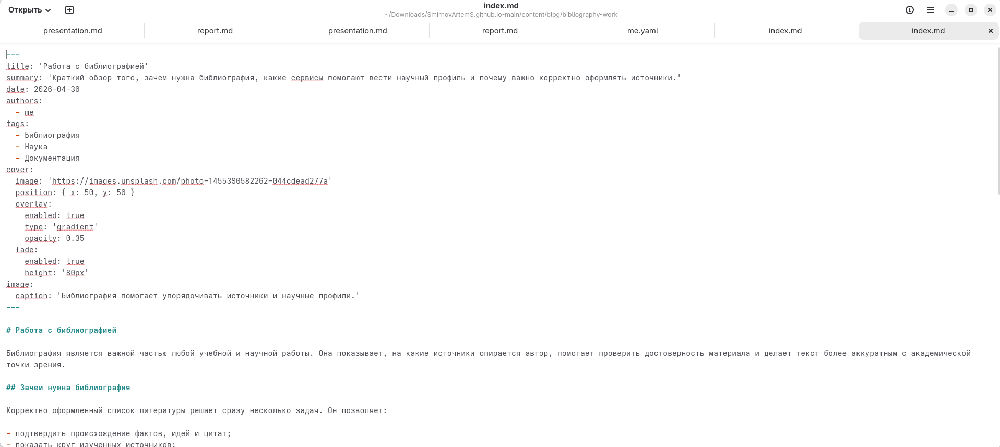 Открыть
index.md
~/Downloads/SmirnovArtemS.github.io-main/content/blog/bibliography-work
presentation.md
report.md
presentation.md
report.md
me.yaml
index.md
index.md
---
title: 'Работа с библиографией'
summary: 'Краткий обзор того, зачем нужна библиография, какие сервисы помогают вести научный профиль и почему важно корректно оформлять источники.'
date: 2026-04-30
authors:
  - me
tags:
  - Библиография
  - Наука
  - Документация
cover:
  image: 'https://images.unsplash.com/photo-1455390582262-044cdead277a'
  position: { x: 50, y: 50 }
  overlay:
    enabled: true
    type: 'gradient'
    opacity: 0.35
  fade:
    enabled: true
    height: '80px'
image:
  caption: 'Библиография помогает упорядочивать источники и научные профили.'
---
# Работа с библиографией
Библиография является важной частью любой учебной и научной работы. Она показывает, на какие источники опирается автор, помогает проверить достоверность материала и делает текст более аккуратным с академической
точки зрения.
## Зачем нужна библиография
Корректно оформленный список литературы решает сразу несколько задач. Он позволяет:
- подтвердить происхождение фактов, идей и цитат;
- показать круг изученных источников;